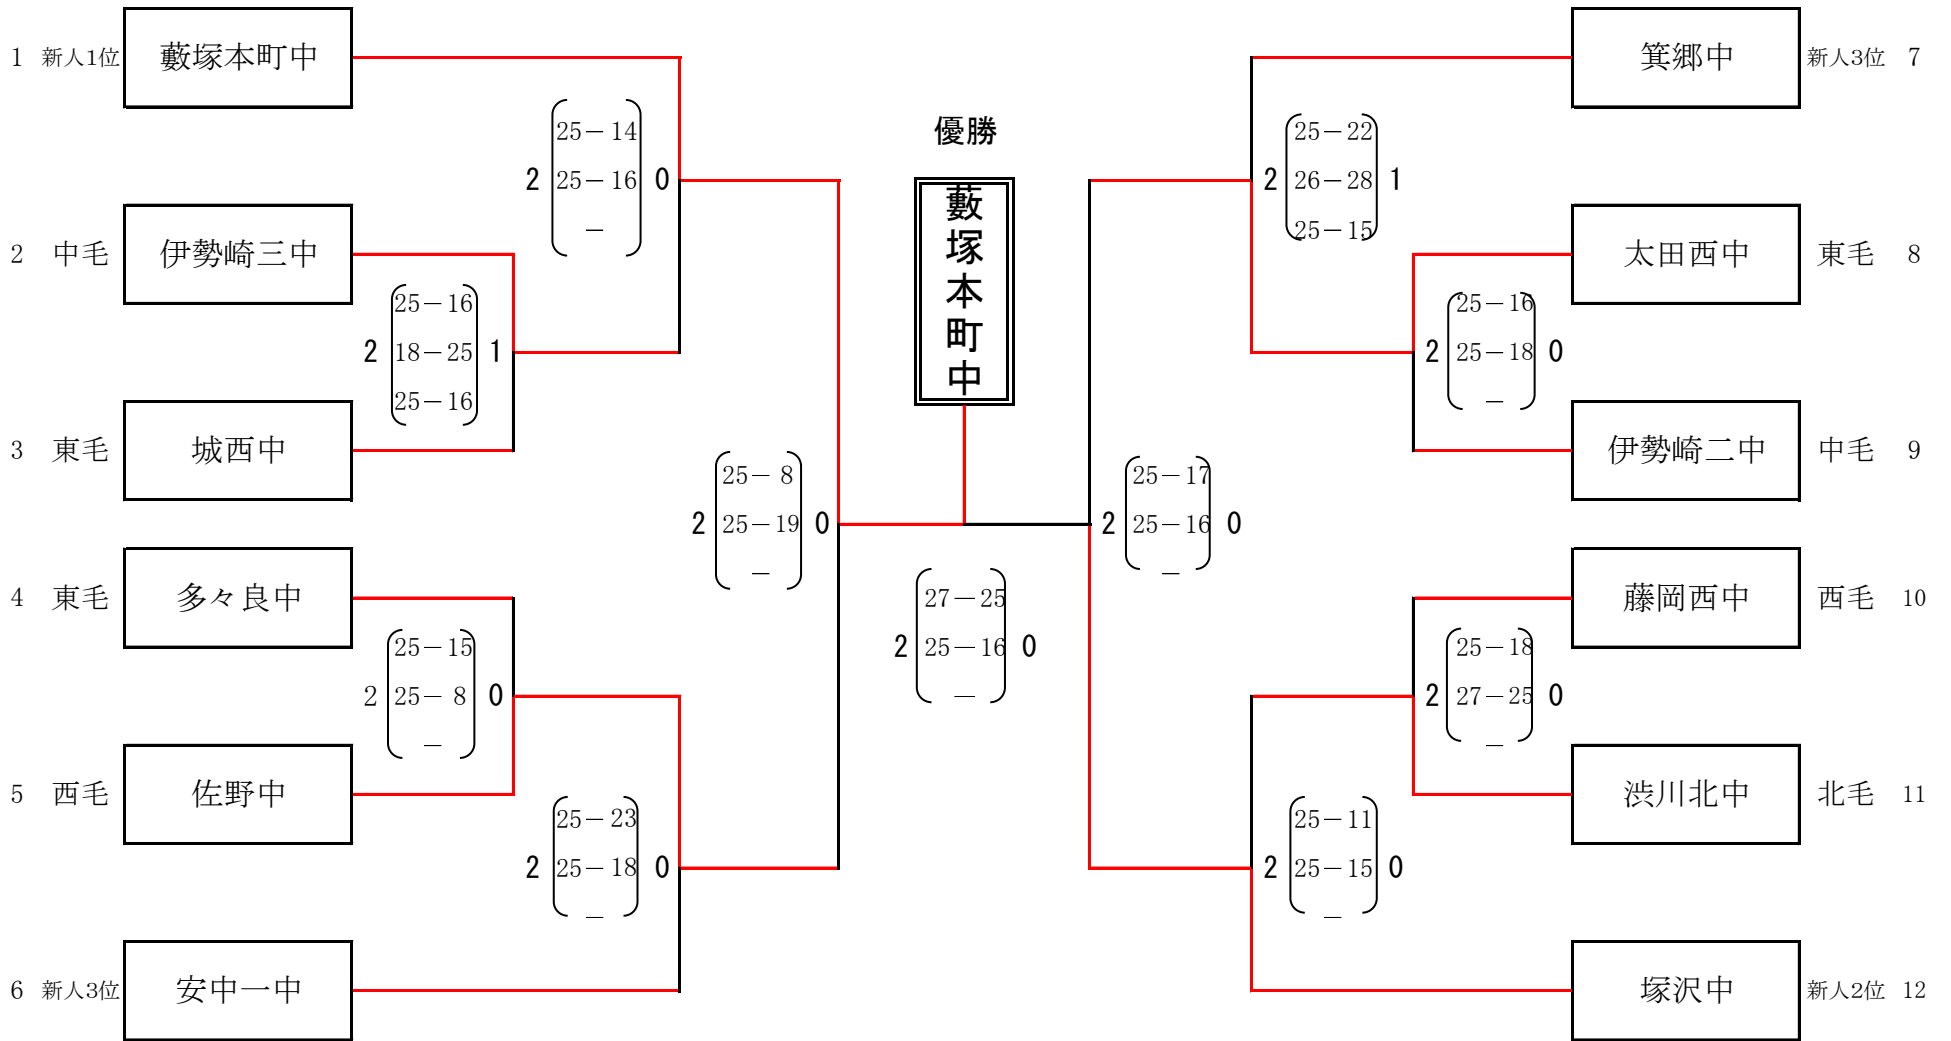 1 新人1位 藪塚本町中
2 中毛 伊勢崎三中
3 東毛 城西中
4 東毛 多々良中
5 西毛 佐野中
6 新人3位 安中一中
25－14
2 25－16 0
－
25－16
2 18－25 1
25－16
25－15
2 25－ 8 0
－
25－23
2 25－18 0
－
25－ 8
2 25－19 0
－
優勝
藪塚本町中
27－25
2 25－16 0
－
25－17
2 25－16 0
－
25－22
2 26－28 1
25－15
25－16
2 25－18 0
－
25－18
2 27－25 0
－
25－11
2 25－15 0
－
箕郷中 新人3位 7
太田西中 東毛 8
伊勢崎二中 中毛 9
藤岡西中 西毛 10
渋川北中 北毛 11
塚沢中 新人2位 12